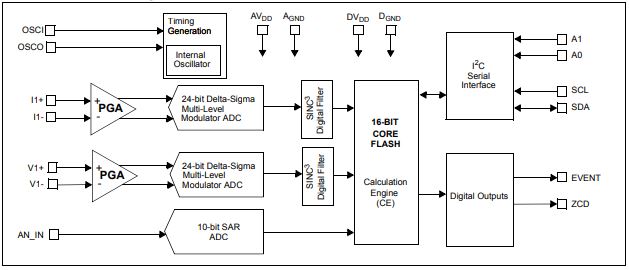 OSCI
OSCO
Timing
Generation
Internal
Oscillator
AVDD
AGND
DVDD
DGND
I1+
I1-
+
-
PGA
24-bit Delta-Sigma
Multi-Level
Modulator ADC
SINC3
Digital Filter
V1+
V1-
+
-
PGA
24-bit Delta-Sigma
Multi-Level
Modulator ADC
SINC3
Digital Filter
AN_IN
10-bit SAR
ADC
16-BIT
CORE
FLASH
Calculation
Engine
(CE)
I2C
Serial
Interface
A1
A0
SCL
SDA
Digital Outputs
EVENT
ZCD